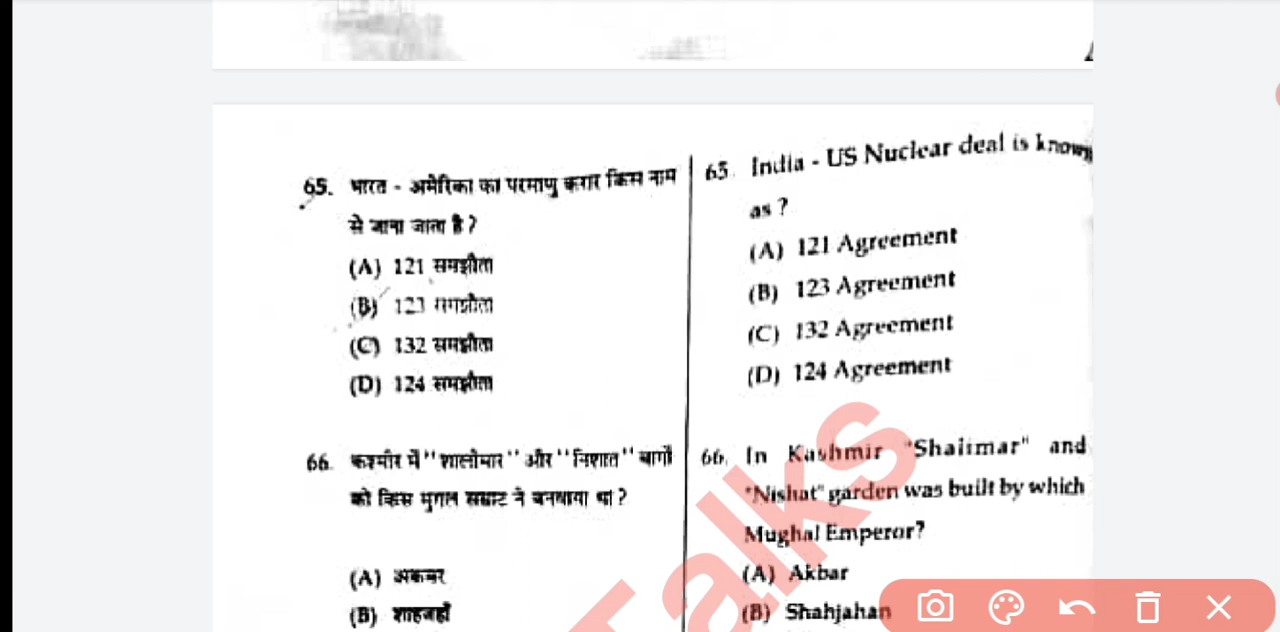 65. भारत - अमेरिका का परमाणु करार किस नाम
से जाना जाता है?
(A) 121 समझौता
(B) 123 समझौता
(C) 132 समझौता
(D) 124 समझौता
66. कश्मीर में "शालीमार" और "निशात" बागों
को किस मुगल सम्राट ने बनवाया था?
(A) अकबर
(B) शाहजहाँ
65. India - US Nuclear deal is known
as ?
(A) 121 Agreement
(B) 123 Agreement
(C) 132 Agreement
(D) 124 Agreement
66. In Kashmir "Shalimar" and
"Nishat" garden was built by which
Mughal Emperor?
(A) Akbar
(B) Shahjahan
Talks